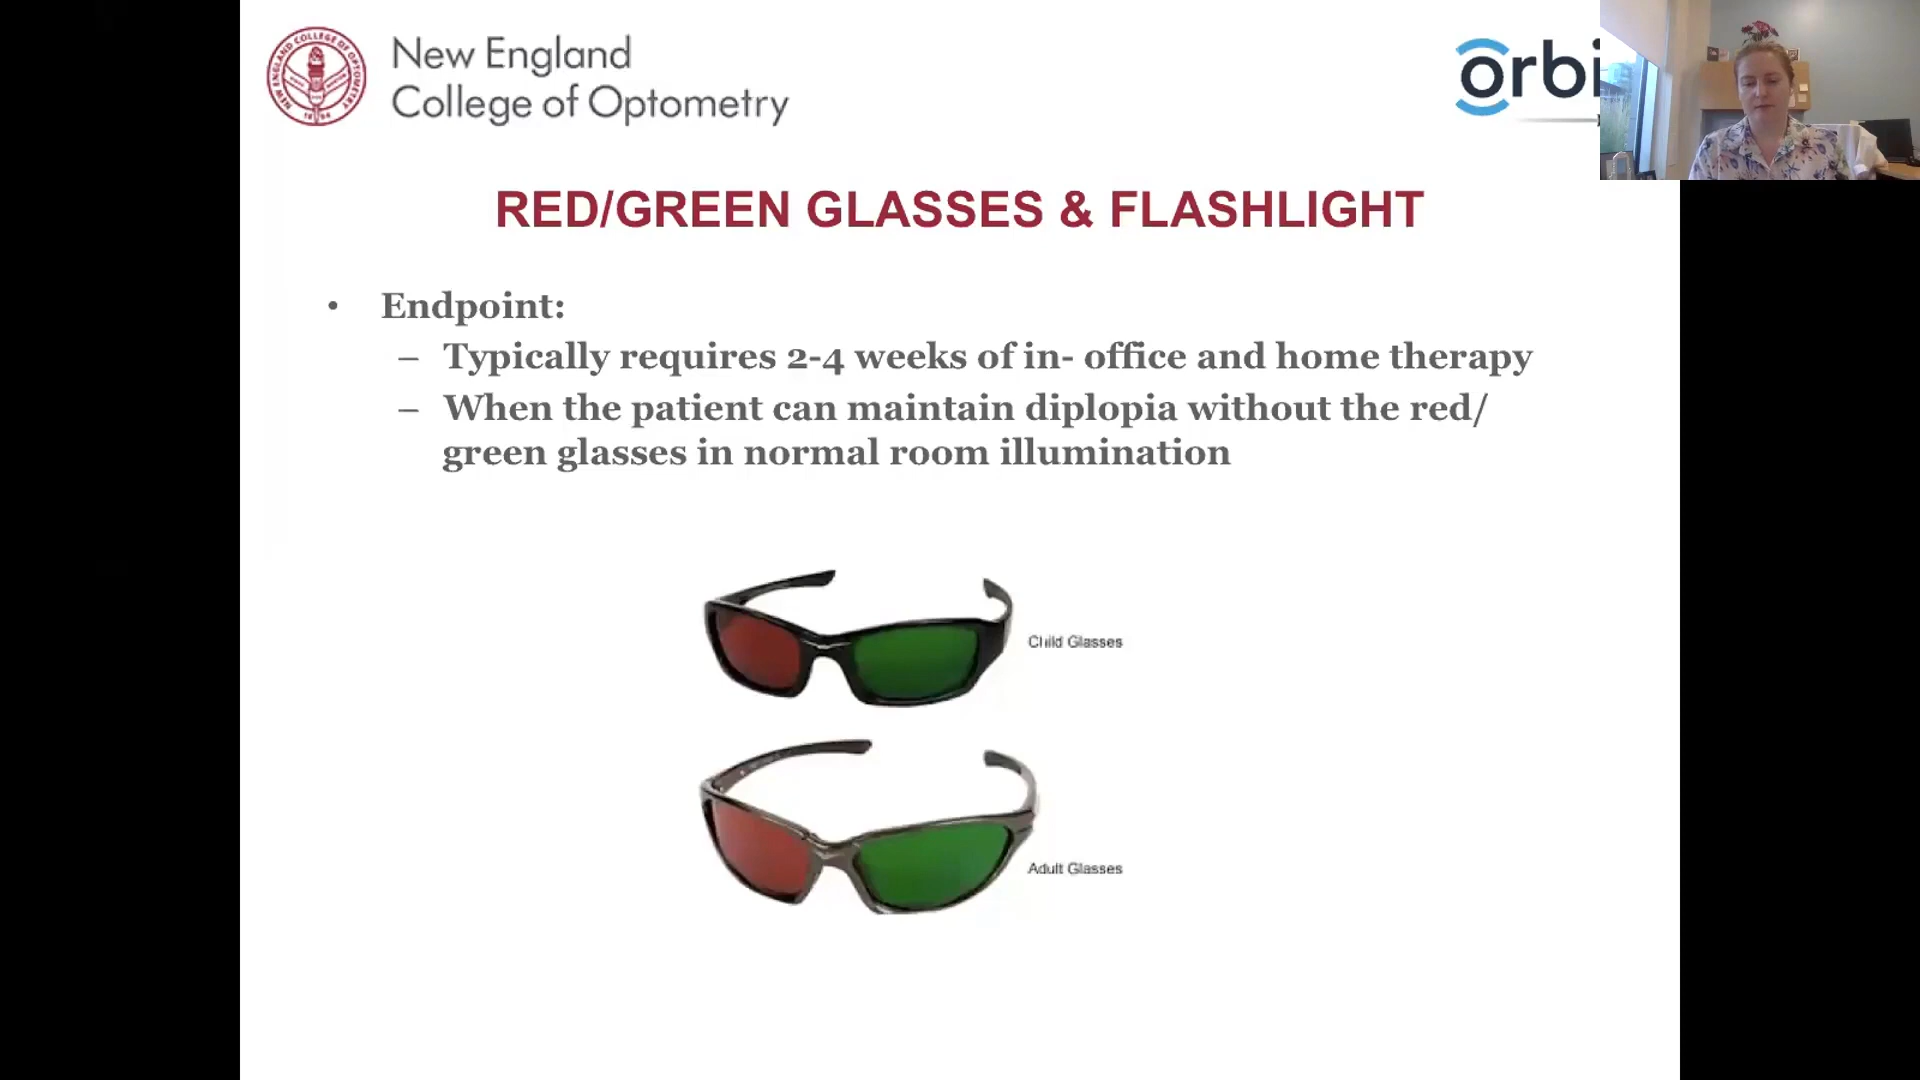 New England
College of Optometry
orbi
RED/GREEN GLASSES & FLASHLIGHT
• Endpoint:
– Typically requires 2-4 weeks of in- office and home therapy
– When the patient can maintain diplopia without the red/
green glasses in normal room illumination
Child Glasses
Adult Glasses